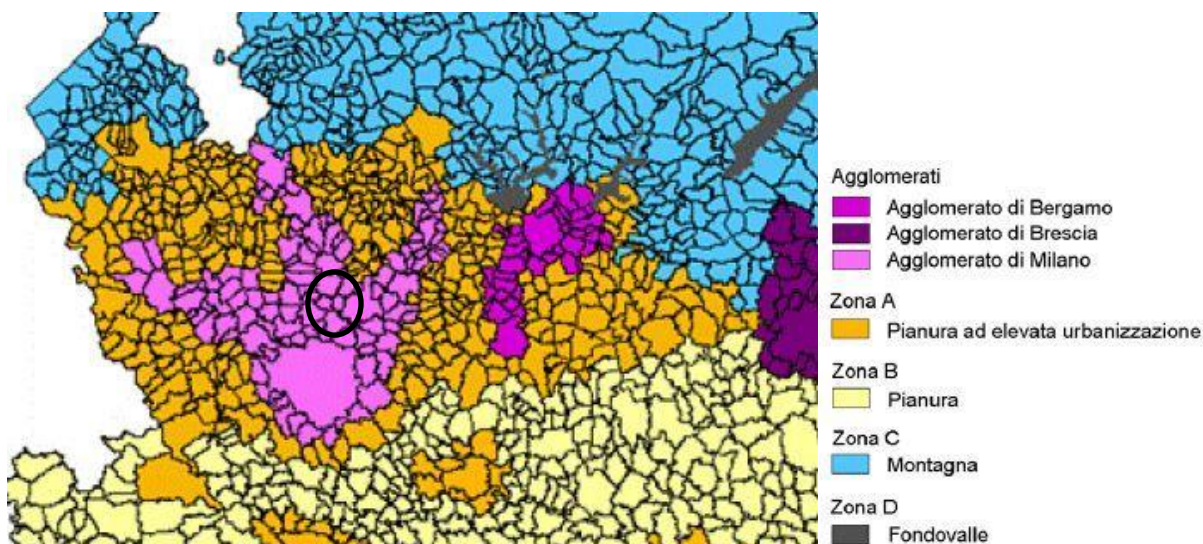 Agglomerati
Agglomerato di Bergamo
Agglomerato di Brescia
Agglomerato di Milano
Zona A
Pianura ad elevata urbanizzazione
Zona B
Pianura
Zona C
Montagna
Zona D
Fondovalle